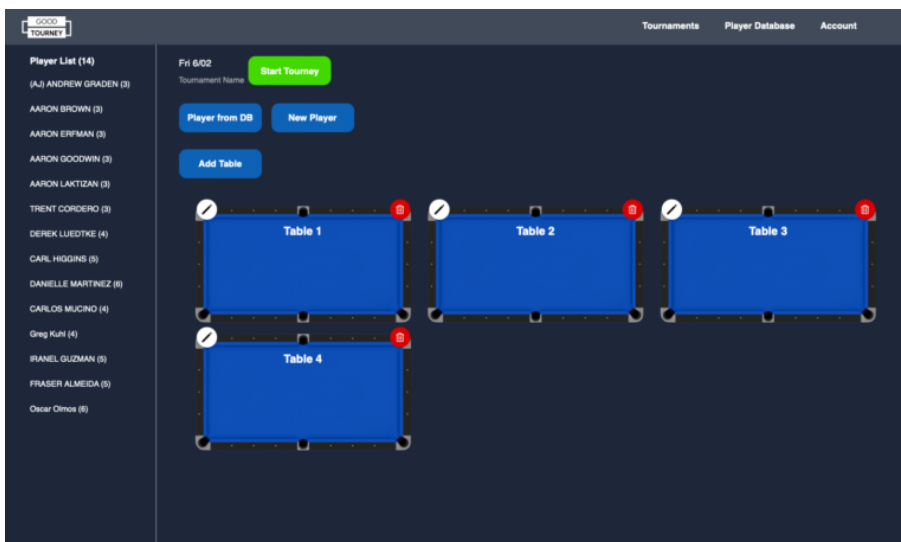 GOOD
TOURNEY
Tournaments
Player Database
Account
Player List (14)
(AJ) ANDREW GRADEN (3)
AARON BROWN (3)
AARON ERFMAN (3)
AARON GOODWIN (3)
AARON LAKTIZAN (3)
TRENT CORDERO (3)
DEREK LUEDTKE (4)
CARL HIGGINS (5)
DANIELLE MARTINEZ (6)
CARLOS MUCINO (4)
Greg Kuhl (4)
IRANEL GUZMAN (5)
FRASER ALMEIDA (5)
Oscar Olmos (6)
Fri 6/02
Tournament Name
Start Tourney
Player from DB
New Player
Add Table
Table 1
Table 2
Table 3
Table 4